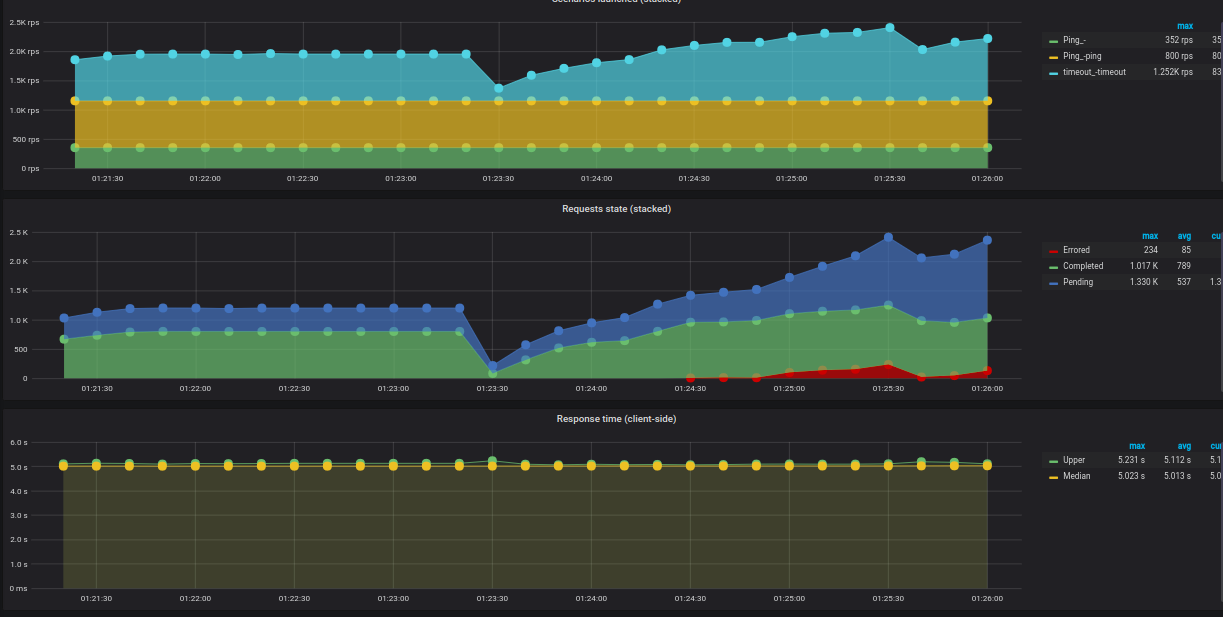 Scenarios launched (stacked)
2.5K rps
2.0K rps
1.5K rps
1.0K rps
500 rps
0 rps
01:21:30 01:22:00 01:22:30 01:23:00 01:23:30 01:24:00 01:24:30 01:25:00 01:25:30 01:26:00
max
Ping_- 352 rps 35
Ping_-ping 800 rps 80
timeout_-timeout 1.252K rps 83
Requests state (stacked)
2.5 K
2.0 K
1.5 K
1.0 K
500
0
01:21:30 01:22:00 01:22:30 01:23:00 01:23:30 01:24:00 01:24:30 01:25:00 01:25:30 01:26:00
max avg cu
Errored 234 85
Completed 1.017 K 789
Pending 1.330 K 537 1.3
Response time (client-side)
6.0 s
5.0 s
4.0 s
3.0 s
2.0 s
1.0 s
0 ms
01:21:30 01:22:00 01:22:30 01:23:00 01:23:30 01:24:00 01:24:30 01:25:00 01:25:30 01:26:00
max avg cu
Upper 5.231 s 5.112 s 5.1
Median 5.023 s 5.013 s 5.0